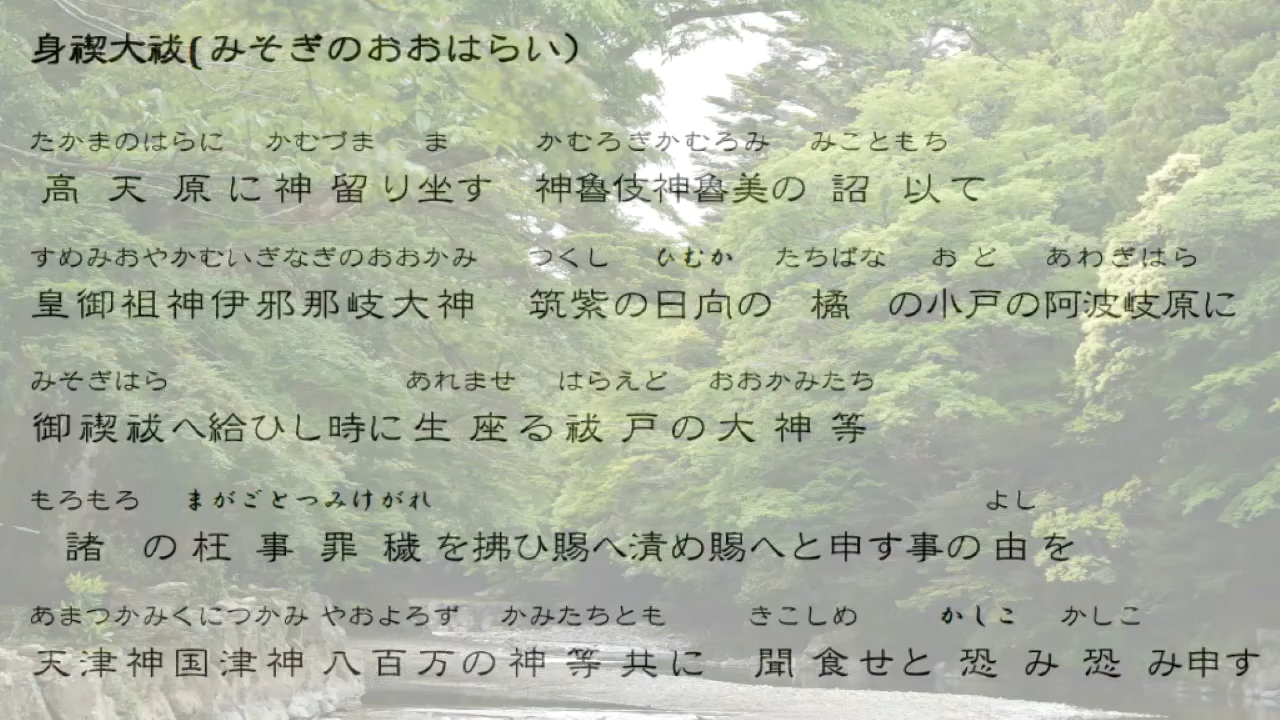 身禊大祓(みそぎのおおはらい)
たかまのはらに かむづま ま かむろぎかむろみ みこともち
高天原に神留り坐す 神魯伎神魯美の詔以て
すめみおやかむいぎなぎのおおかみ つくし ひむか たちばな おど あわぎはら
皇御祖神伊邪那岐大神 筑紫の日向の橘の小戸の阿波岐原に
みそぎはら あれませ はらえど おおかみたち
御禊祓へ給ひし時に生座る祓戸の大神等
もろもろ まがごとつみけがれ よし
諸の枉事罪穢を拂ひ賜へ清め賜へと申す事の由を
あまつかみくにつかみ やおよろず かみたちとも きこしめ かしこ かしこ
天津神国津神 八百万の神等共に 聞食せと恐み恐み申す